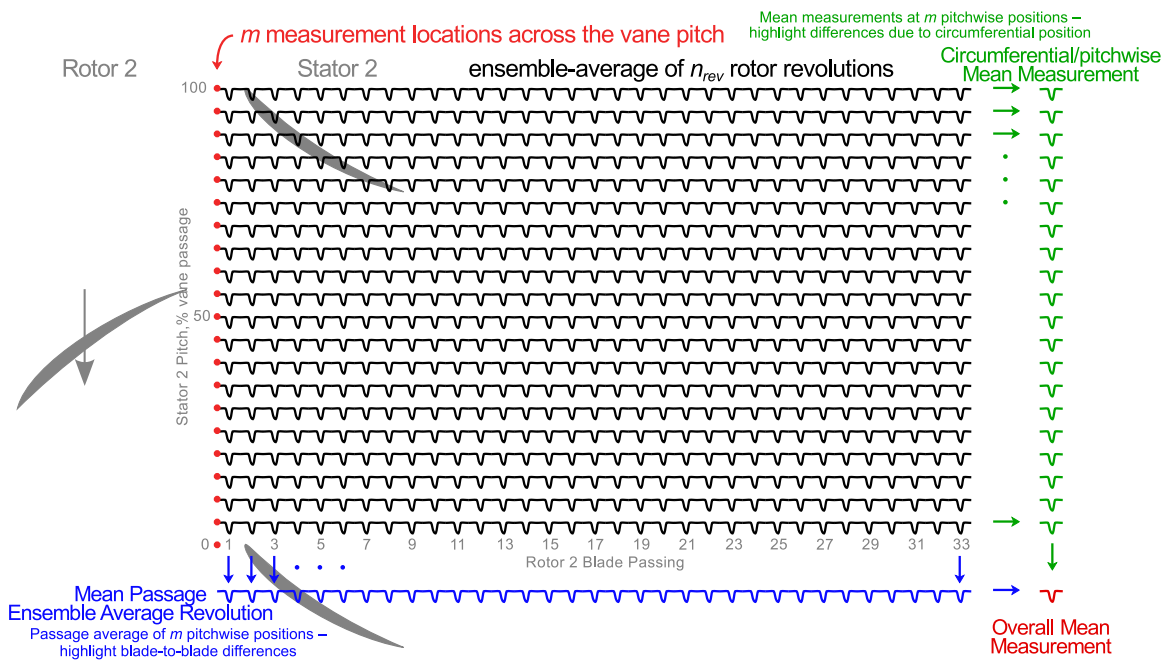 Mean measurements at m pitchwise positions –
highlight differences due to circumferential position
m measurement locations across the vane pitch
Rotor 2
Stator 2
ensemble-average of nrev rotor revolutions
Circumferential/pitchwise
Mean Measurement
100
50
0
Stator 2 Pitch,% vane passage
1 3 5 7 9 11 13 15 17 19 21 23 25 27 29 31 33
Rotor 2 Blade Passing
Mean Passage
Ensemble Average Revolution
Passage average of m pitchwise positions –
highlight blade-to-blade differences
Overall Mean
Measurement